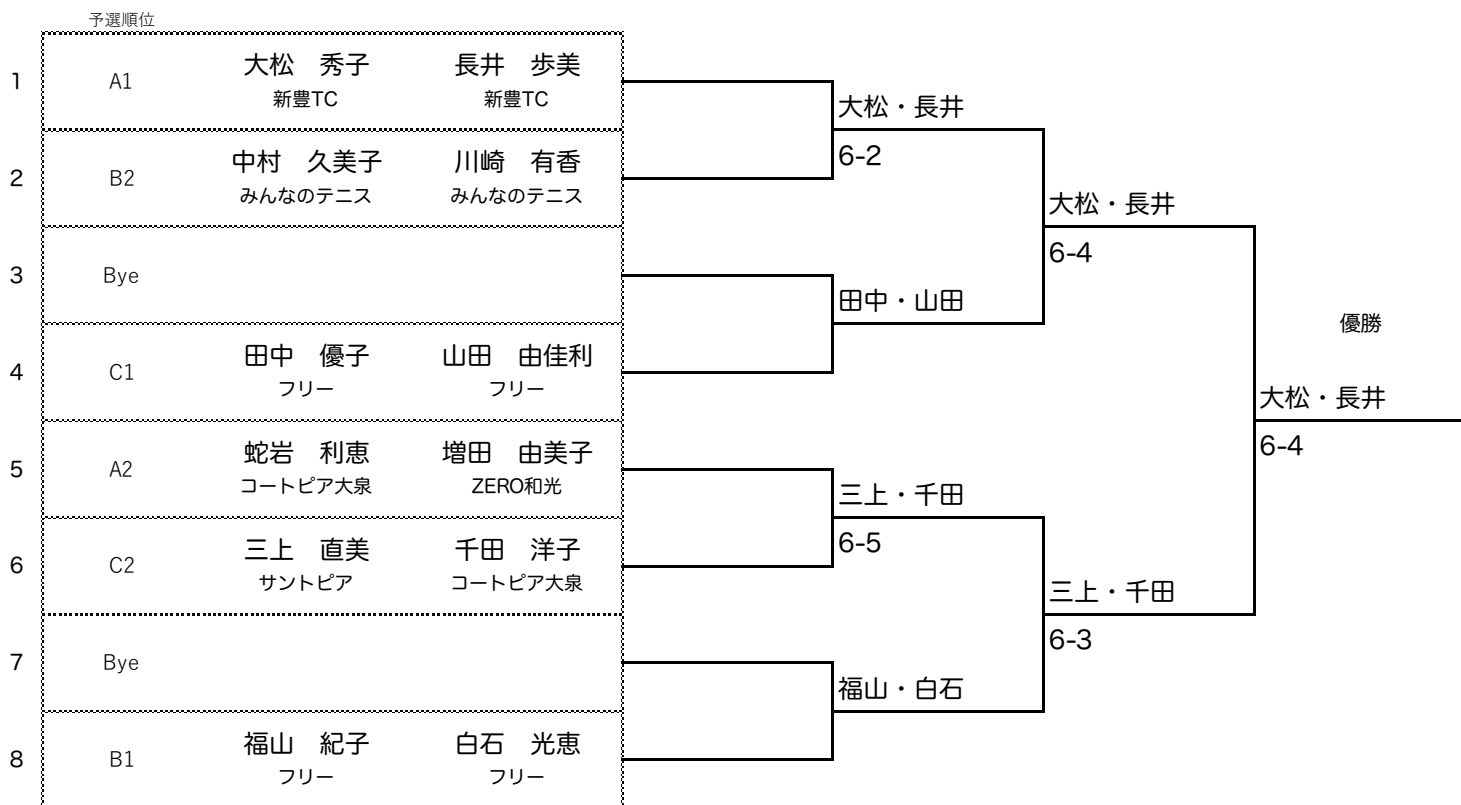 予選順位
1 A1 大松　秀子 長井　歩美
新豊TC 新豊TC
大松・長井
6-2
2 B2 中村　久美子 川崎　有香
みんなのテニス みんなのテニス
大松・長井
6-4
3 Bye
田中・山田
優勝
4 C1 田中　優子 山田　由佳利
フリー フリー
大松・長井
6-4
5 A2 蛇岩　利恵 増田　由美子
コートピア大泉 ZERO和光
三上・千田
6-5
6 C2 三上　直美 千田　洋子
サントピア コートピア大泉
三上・千田
6-3
7 Bye
福山・白石
8 B1 福山　紀子 白石　光恵
フリー フリー